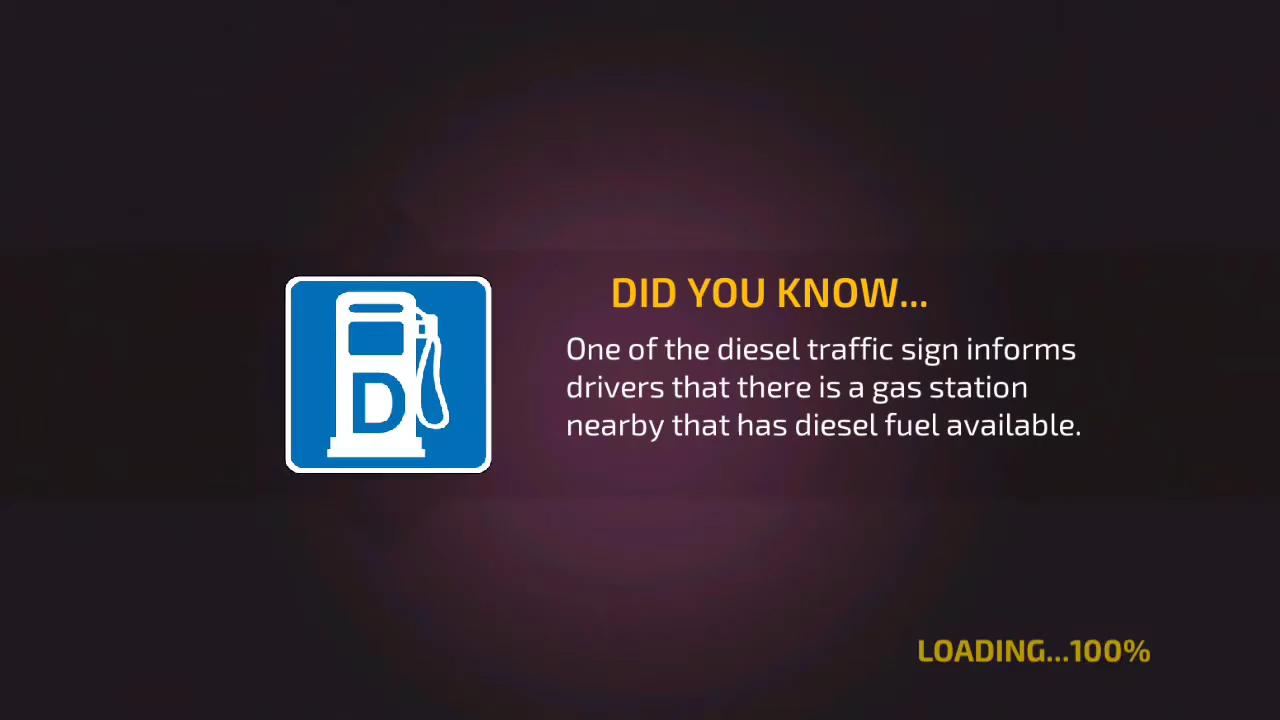 DID YOU KNOW...
D
One of the diesel traffic sign informs
drivers that there is a gas station
nearby that has diesel fuel available.
LOADING...100%